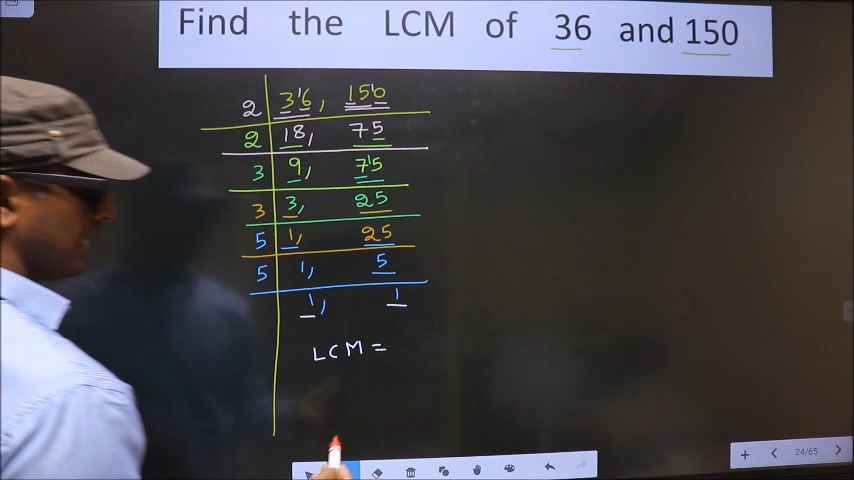 Find the LCM of 36 and 150
2 36, 150
2 18, 75
3 9, 75
3 3, 25
5 1, 25
5 1, 5
1, 1
LCM =
24/65